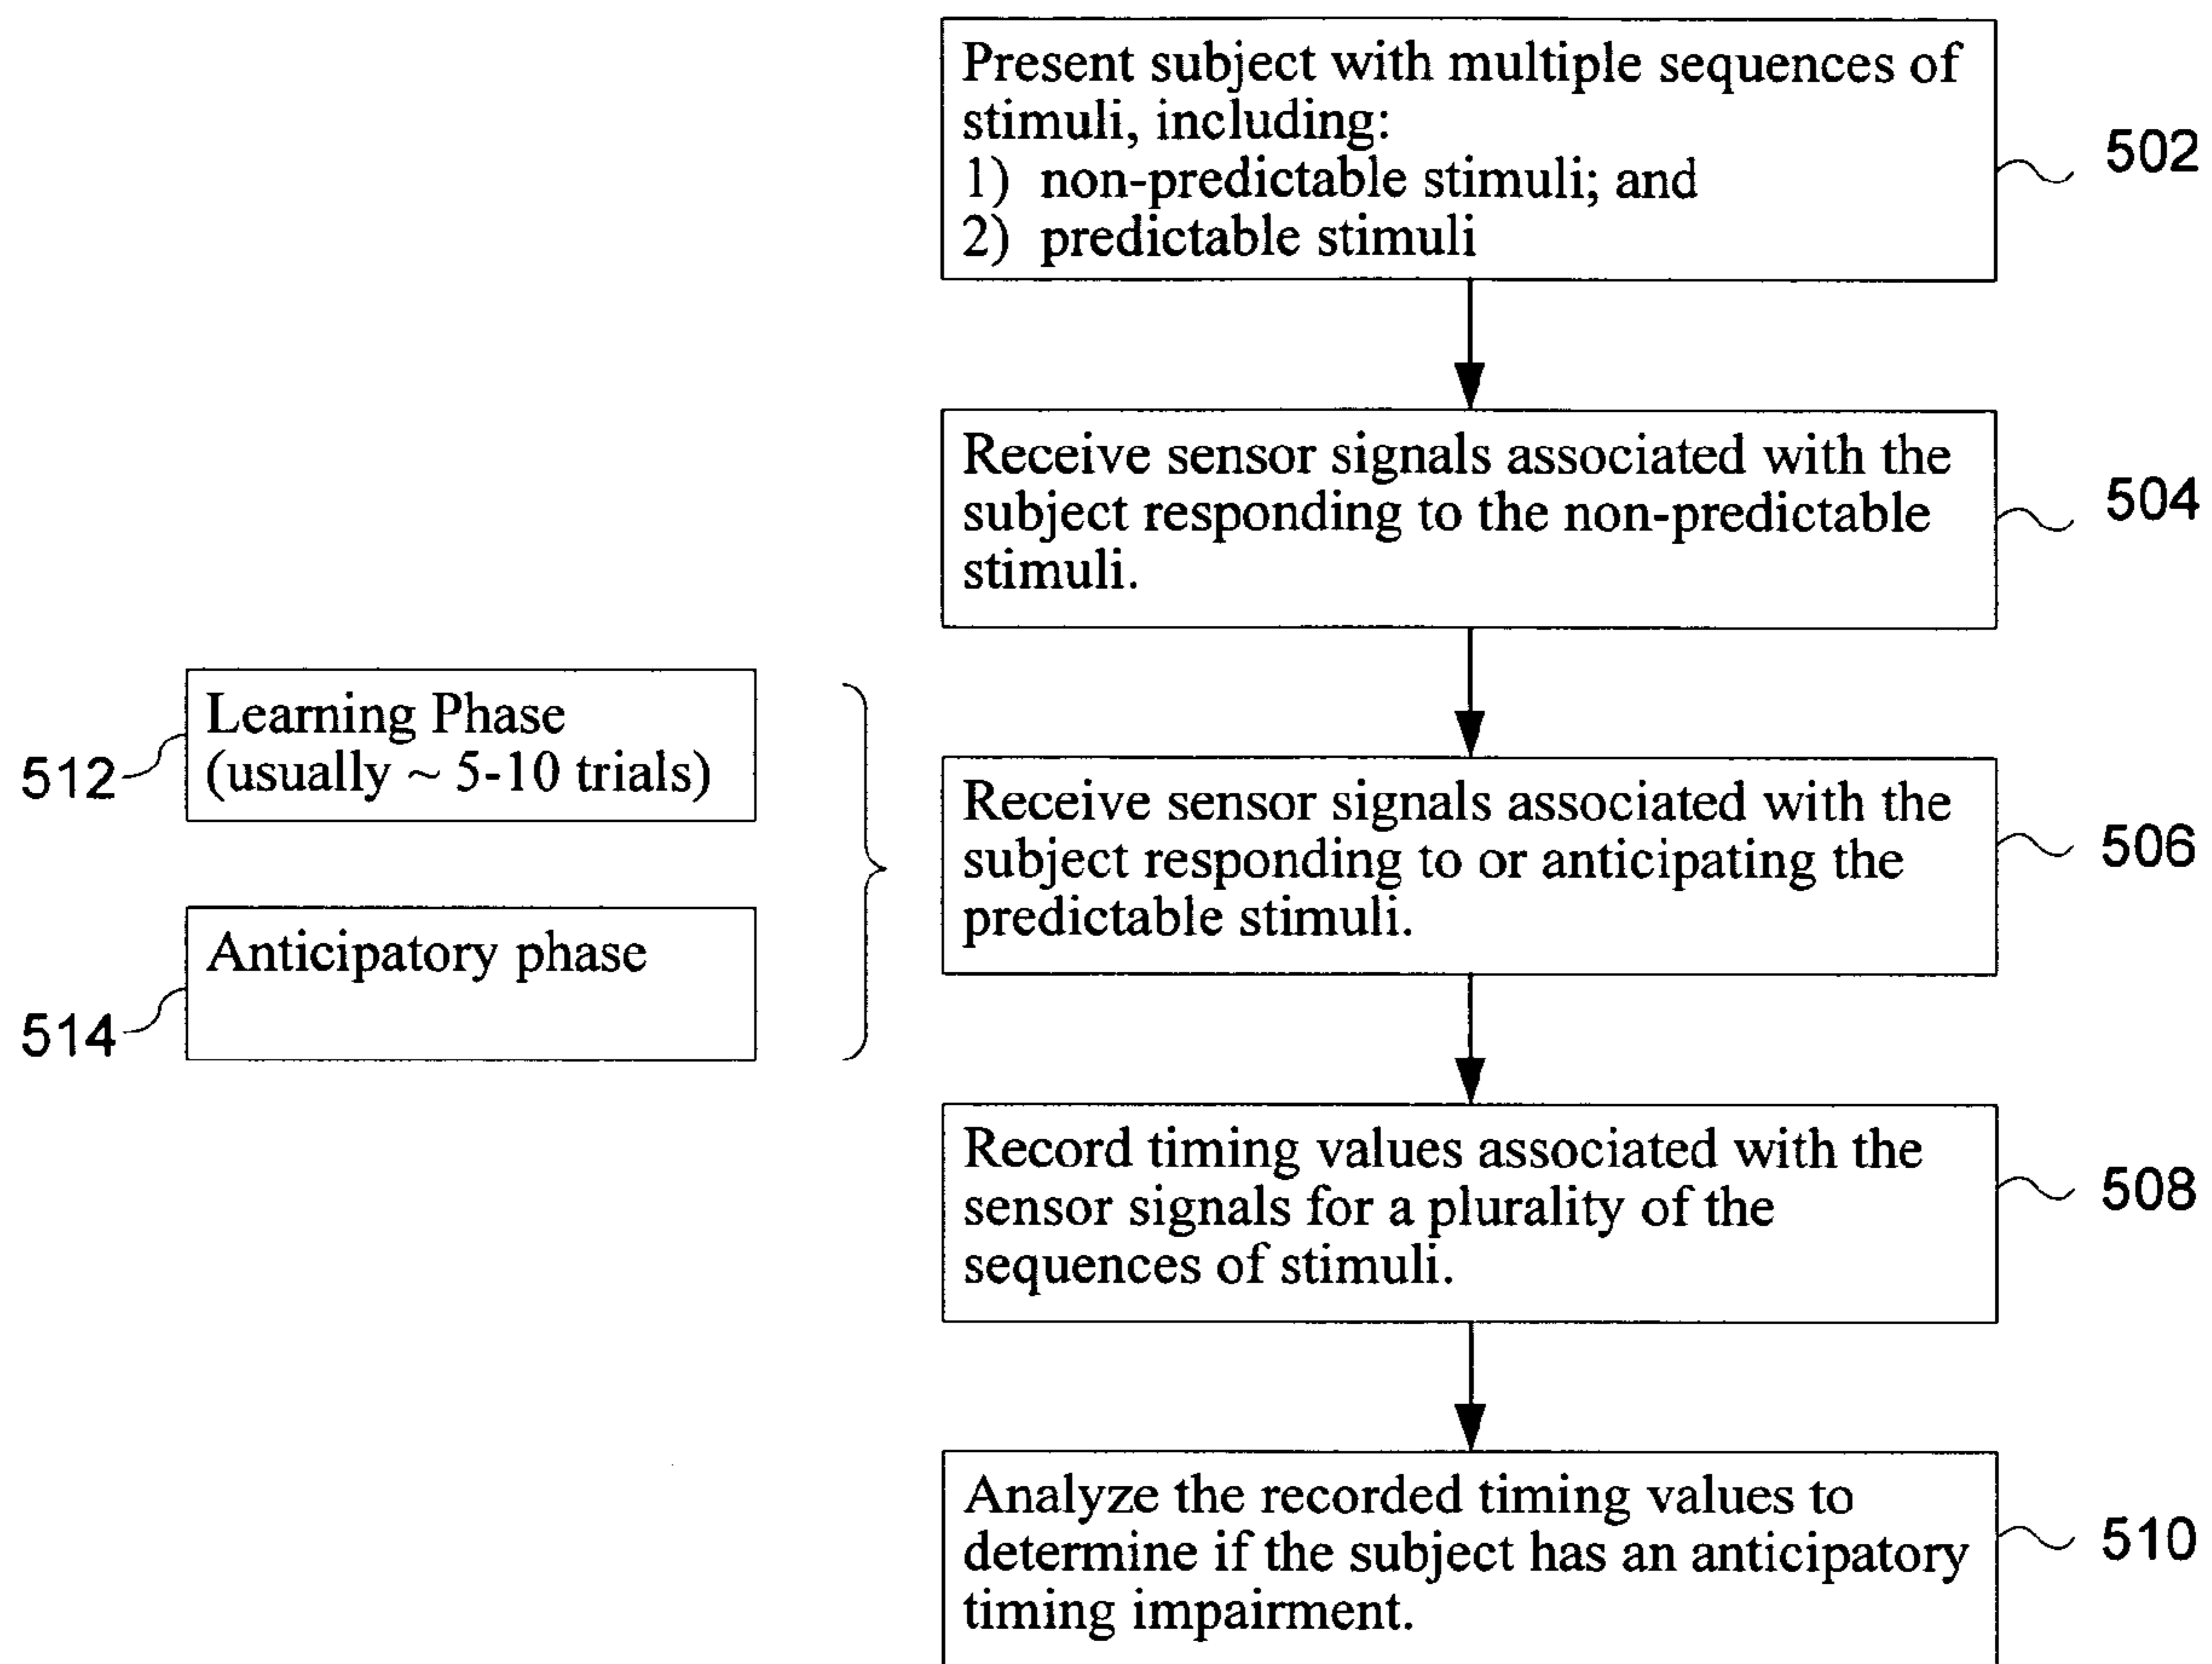 Present subject with multiple sequences of
stimuli, including:
1) non-predictable stimuli; and
2) predictable stimuli
502
Receive sensor signals associated with the
subject responding to the non-predictable
stimuli.
504
Learning Phase
(usually ~ 5-10 trials)
512
Anticipatory phase
514
Receive sensor signals associated with the
subject responding to or anticipating the
predictable stimuli.
506
Record timing values associated with the
sensor signals for a plurality of the
sequences of stimuli.
508
Analyze the recorded timing values to
determine if the subject has an anticipatory
timing impairment.
510